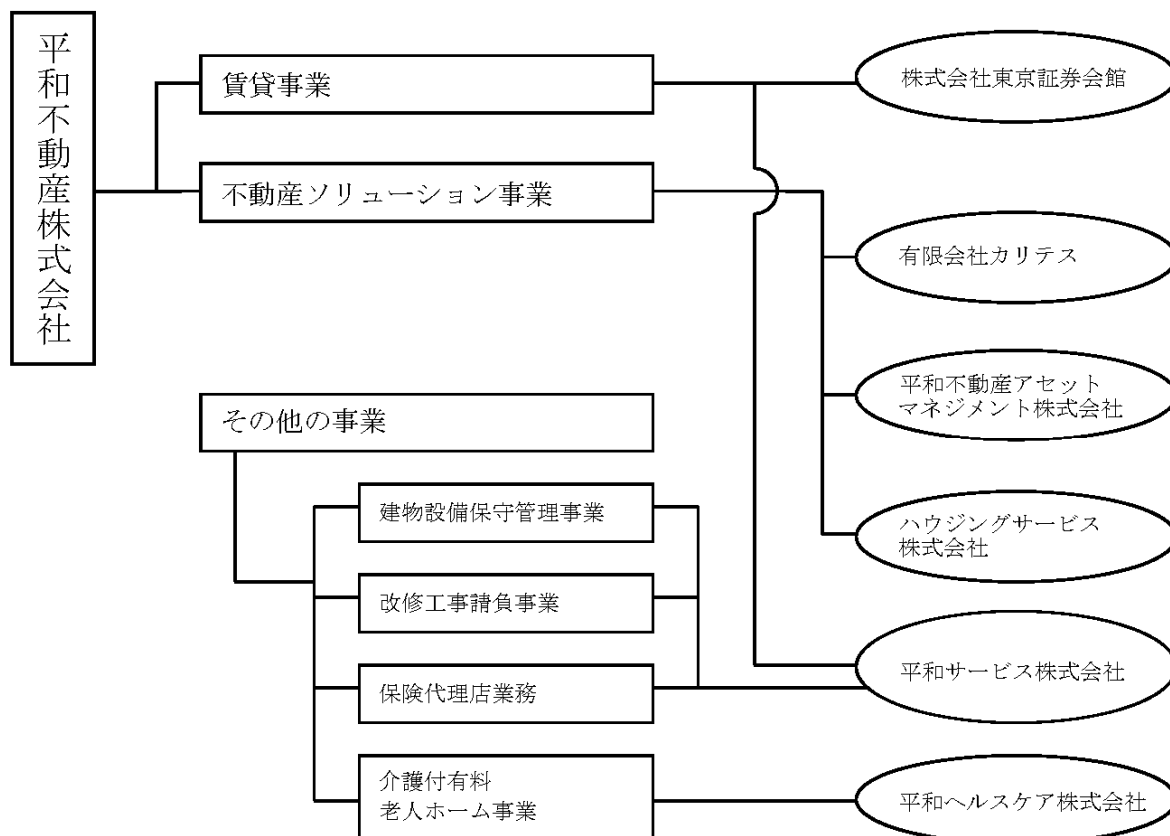 平和不動産株式会社
賃貸事業
株式会社東京証券会館
不動産ソリューション事業
有限会社カリテス
平和不動産アセット
マネジメント株式会社
その他の事業
建物設備保守管理事業
ハウジングサービス
株式会社
改修工事請負事業
保険代理店業務
平和サービス株式会社
介護付有料
老人ホーム事業
平和ヘルスケア株式会社